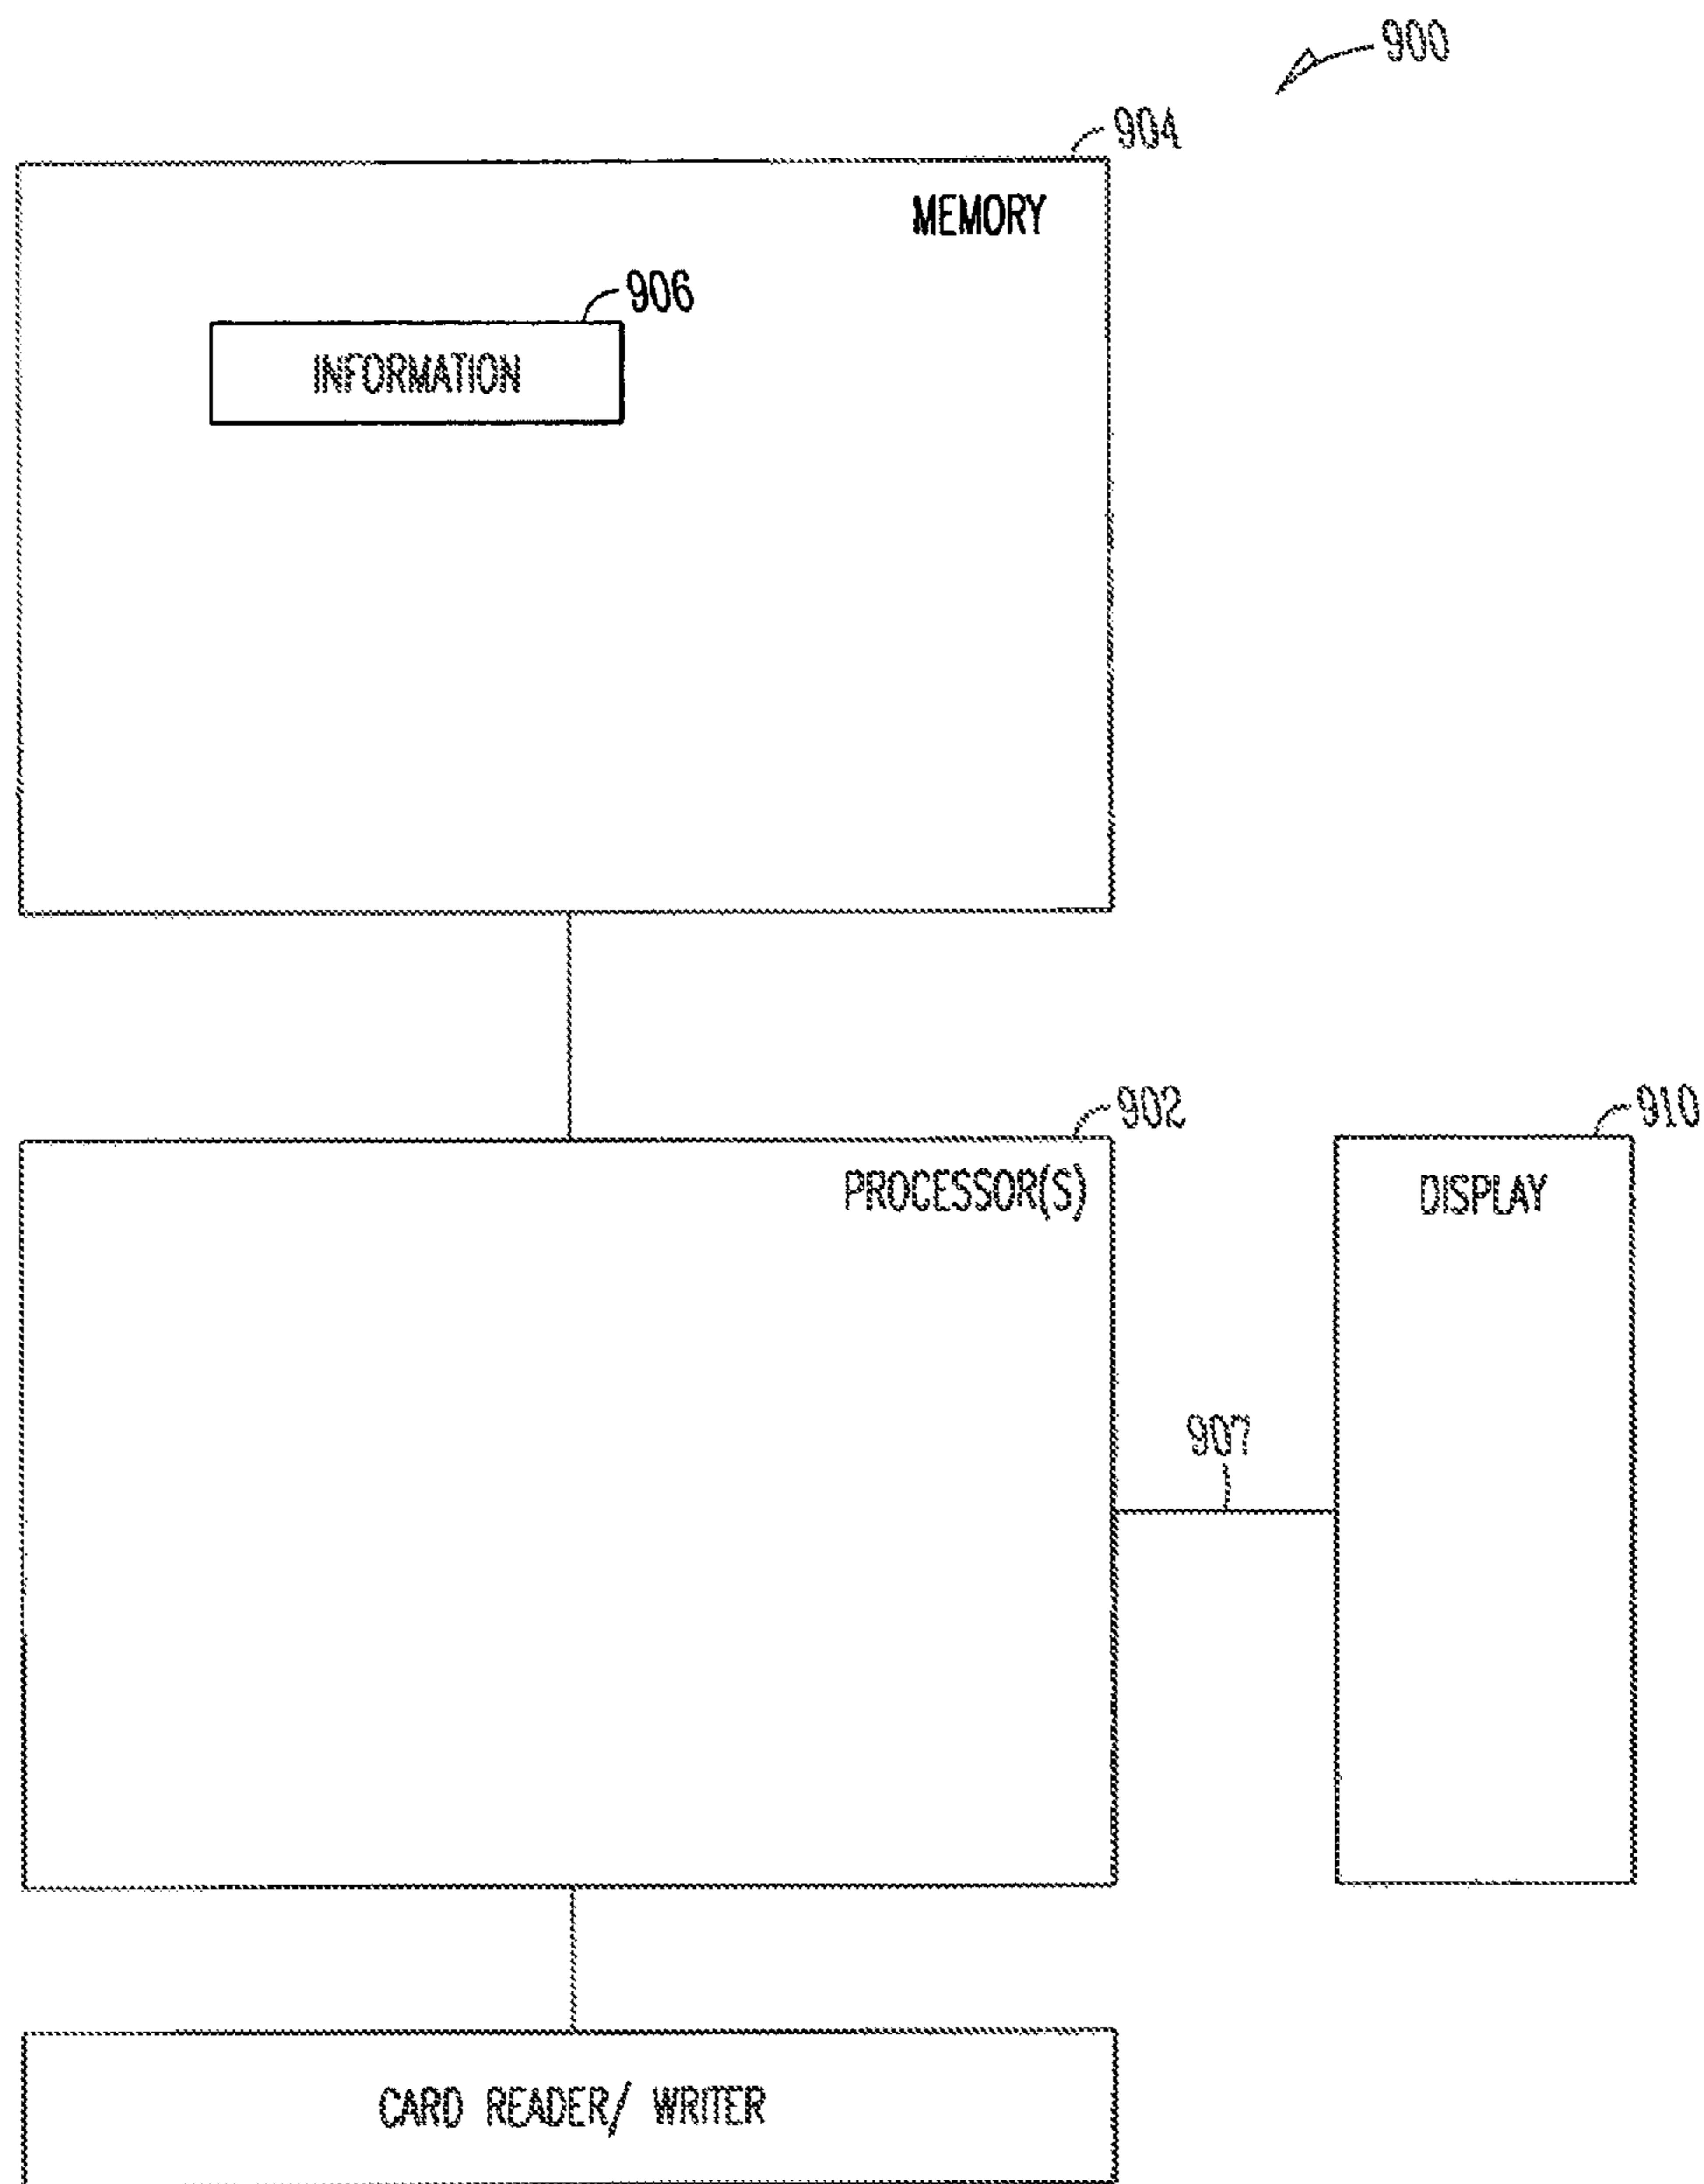 900
904
MEMORY
906
INFORMATION
902
910
PROCESSOR(S)
DISPLAY
907
CARD READER/ WRITER